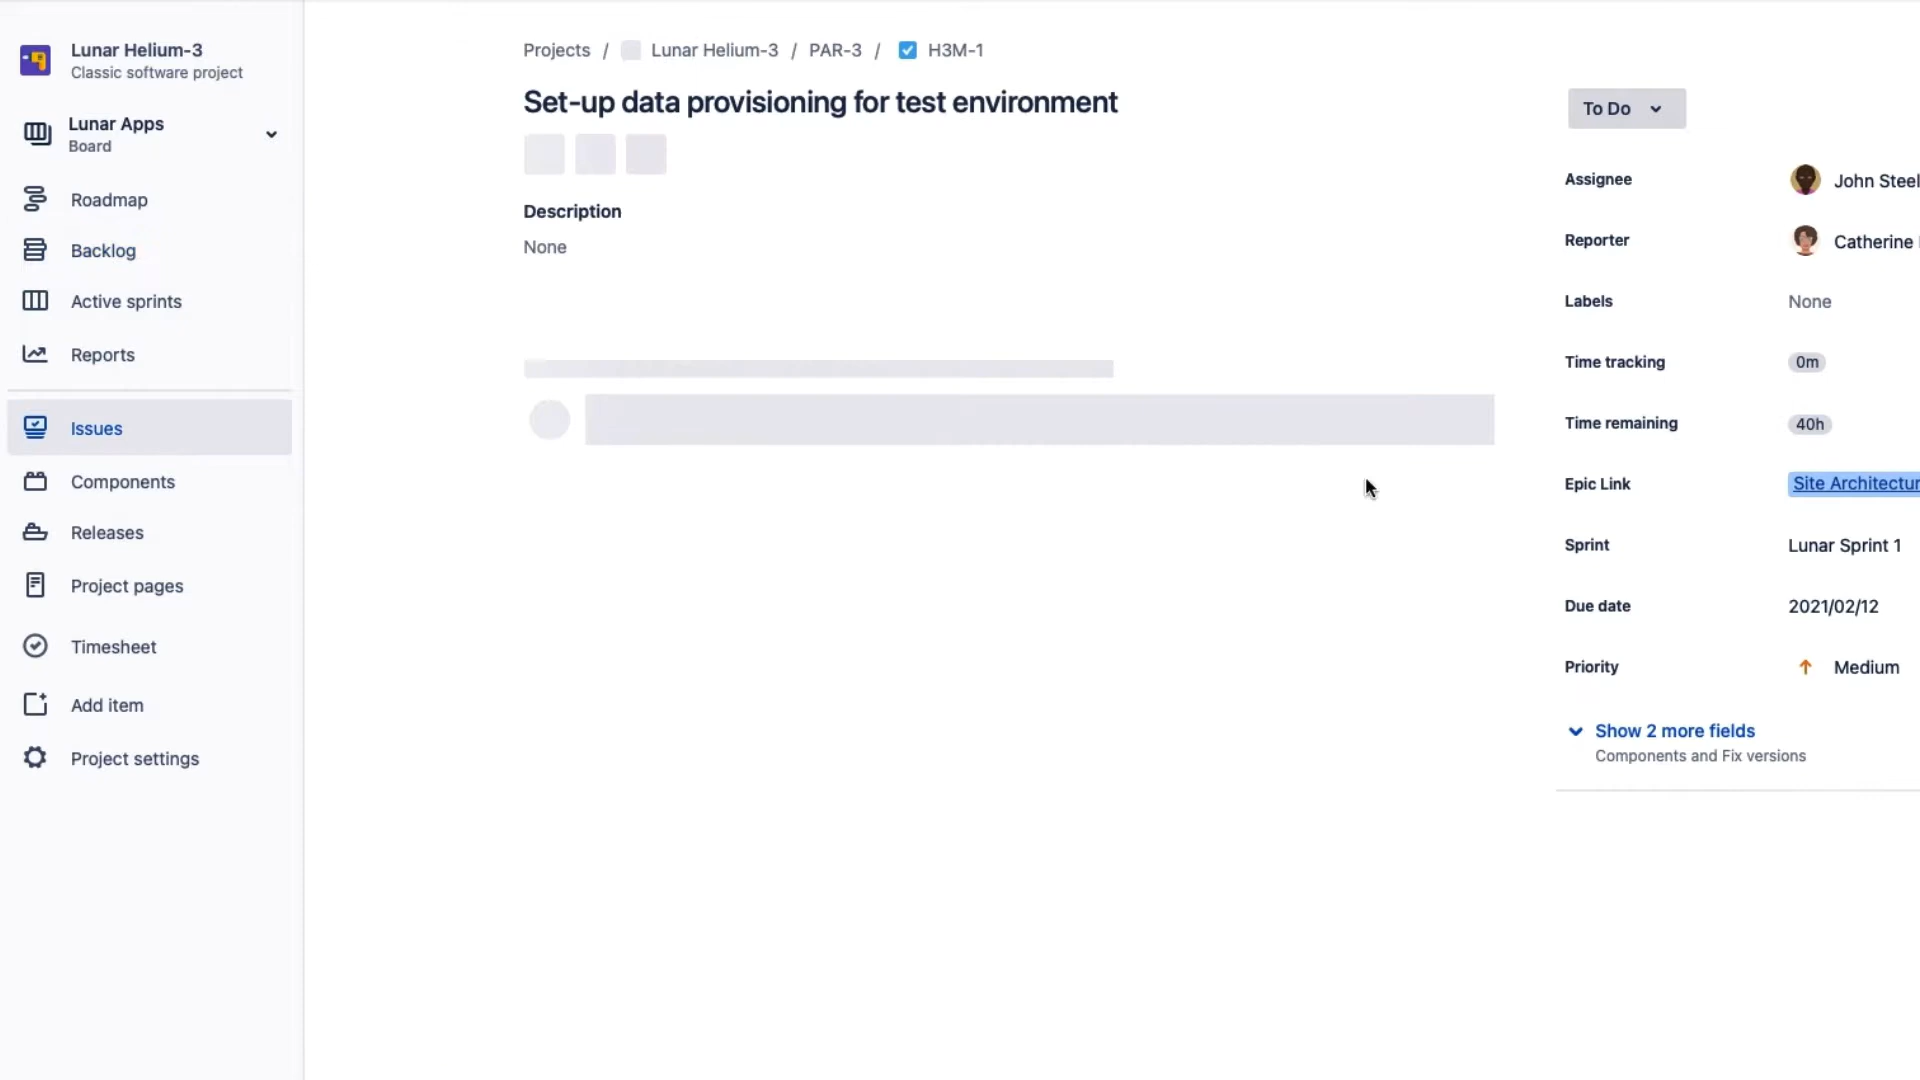 Lunar Helium-3
Classic software project
Lunar Apps
Board
Roadmap
Backlog
Active sprints
Reports
Issues
Components
Releases
Project pages
Timesheet
Add item
Project settings
Projects / Lunar Helium-3 / PAR-3 / H3M-1
Set-up data provisioning for test environment
Description
None
To Do
Assignee John Steel
Reporter Catherine
Labels None
Time tracking 0m
Time remaining 40h
Epic Link Site Architectur
Sprint Lunar Sprint 1
Due date 2021/02/12
Priority Medium
Show 2 more fields
Components and Fix versions